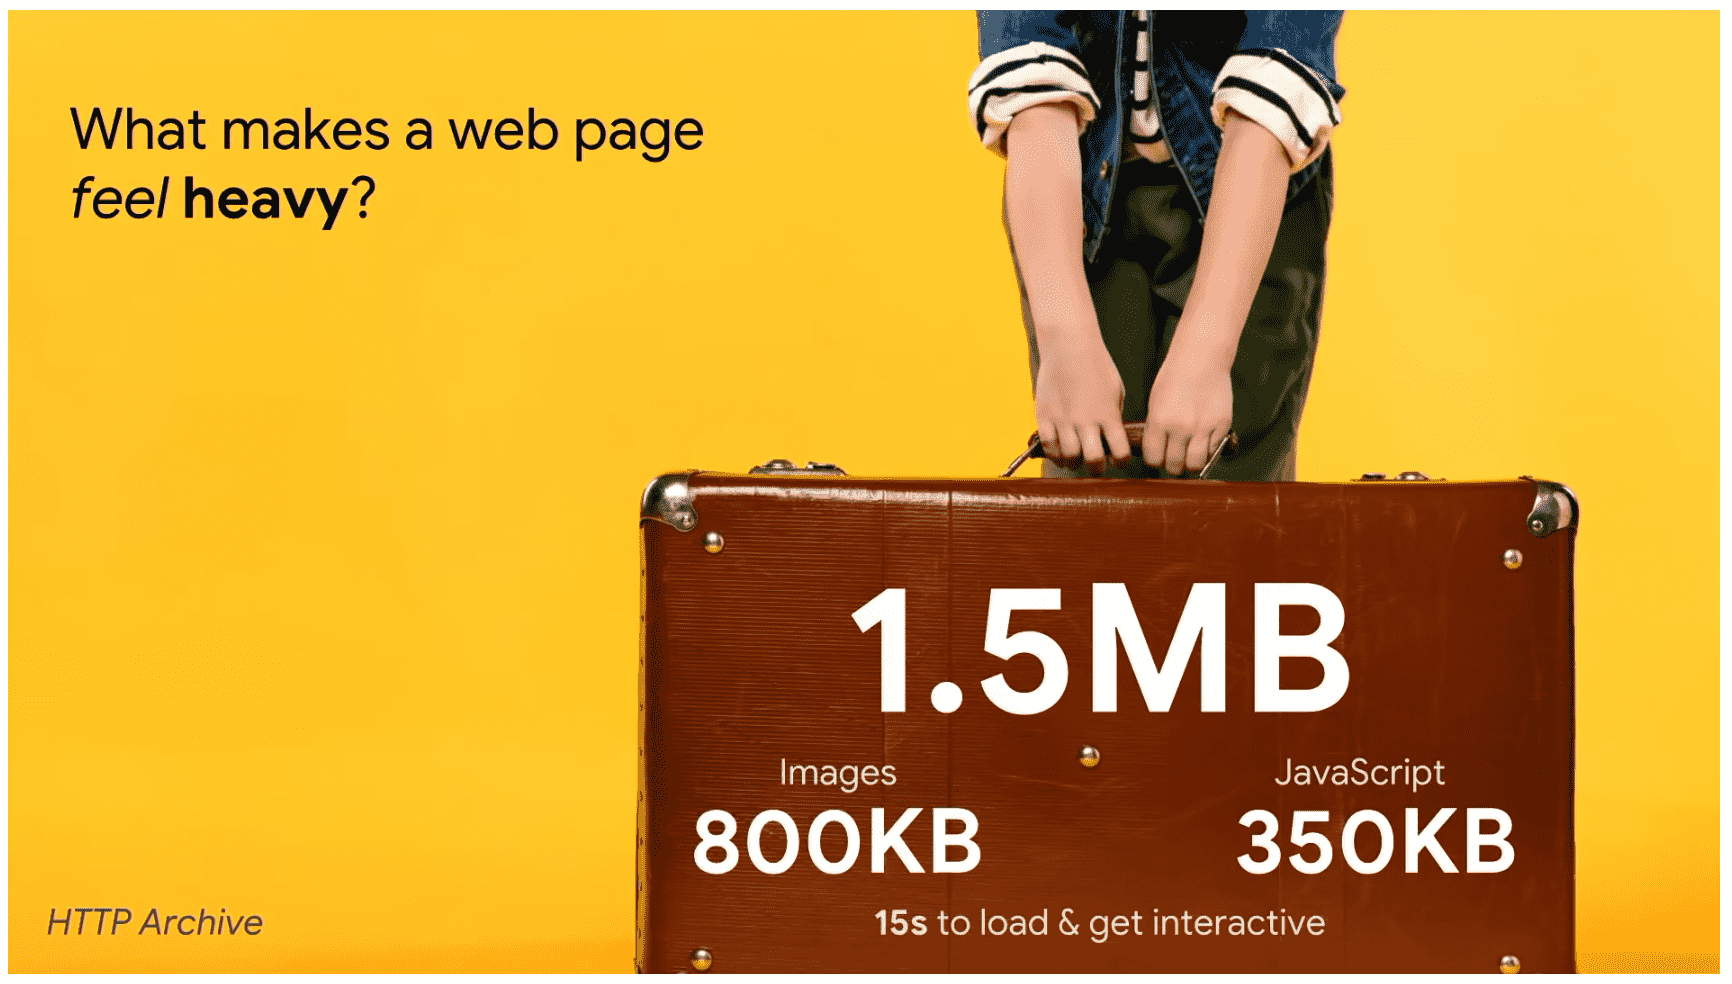 What makes a web page
feel heavy?
1.5MB
Images
800KB
JavaScript
350KB
15s to load & get interactive
HTTP Archive